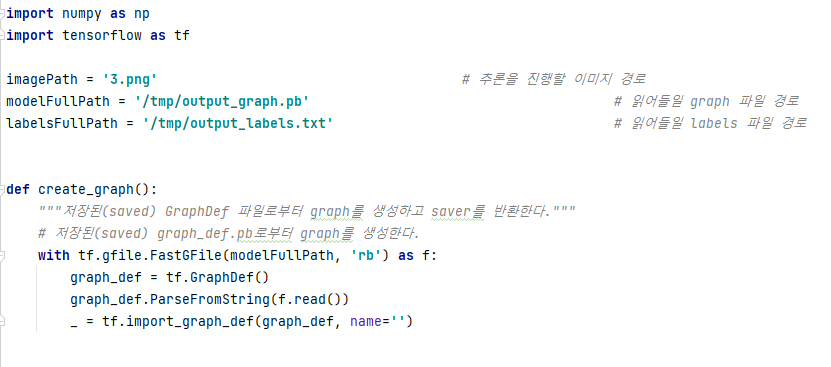 import numpy as np
import tensorflow as tf
imagePath = '3.png' # 추론을 진행할 이미지 경로
modelFullPath = '/tmp/output_graph.pb' # 읽어들일 graph 파일 경로
labelsFullPath = '/tmp/output_labels.txt' # 읽어들일 labels 파일 경로
def create_graph():
"""저장된(saved) GraphDef 파일로부터 graph를 생성하고 saver를 반환한다."""
# 저장된(saved) graph_def.pb로부터 graph를 생성한다.
with tf.gfile.FastGFile(modelFullPath, 'rb') as f:
graph_def = tf.GraphDef()
graph_def.ParseFromString(f.read())
_ = tf.import_graph_def(graph_def, name='')